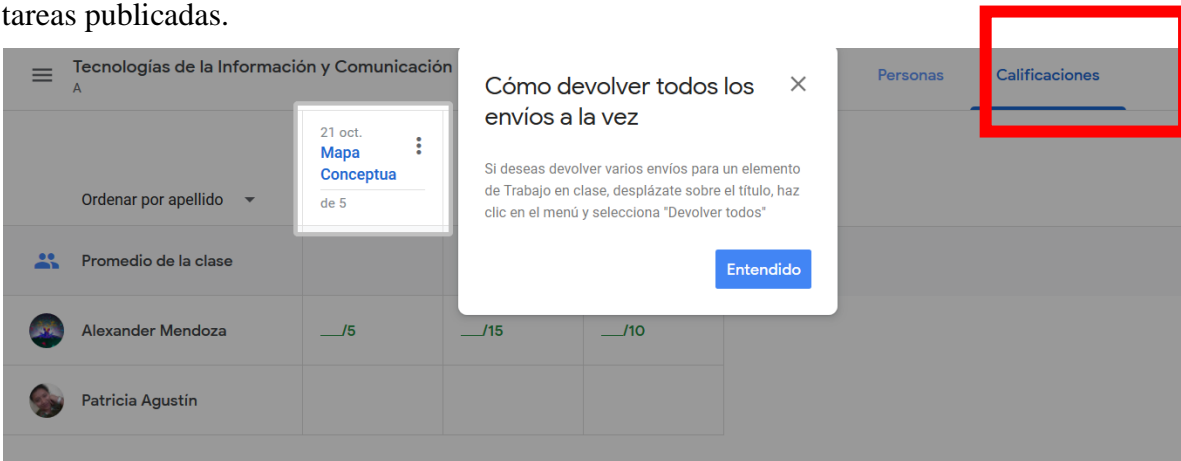 tareas publicadas.
Tecnologías de la Información y Comunicación
A
Personas
Calificaciones
Cómo devolver todos los
envíos a la vez
Si deseas devolver varios envíos para un elemento
de Trabajo en clase, desplázate sobre el título, haz
clic en el menú y selecciona "Devolver todos"
Entendido
21 oct.
Mapa
Conceptua
de 5
Ordenar por apellido
Promedio de la clase
Alexander Mendoza
__/5
__/15
__/10
Patricia Agustín